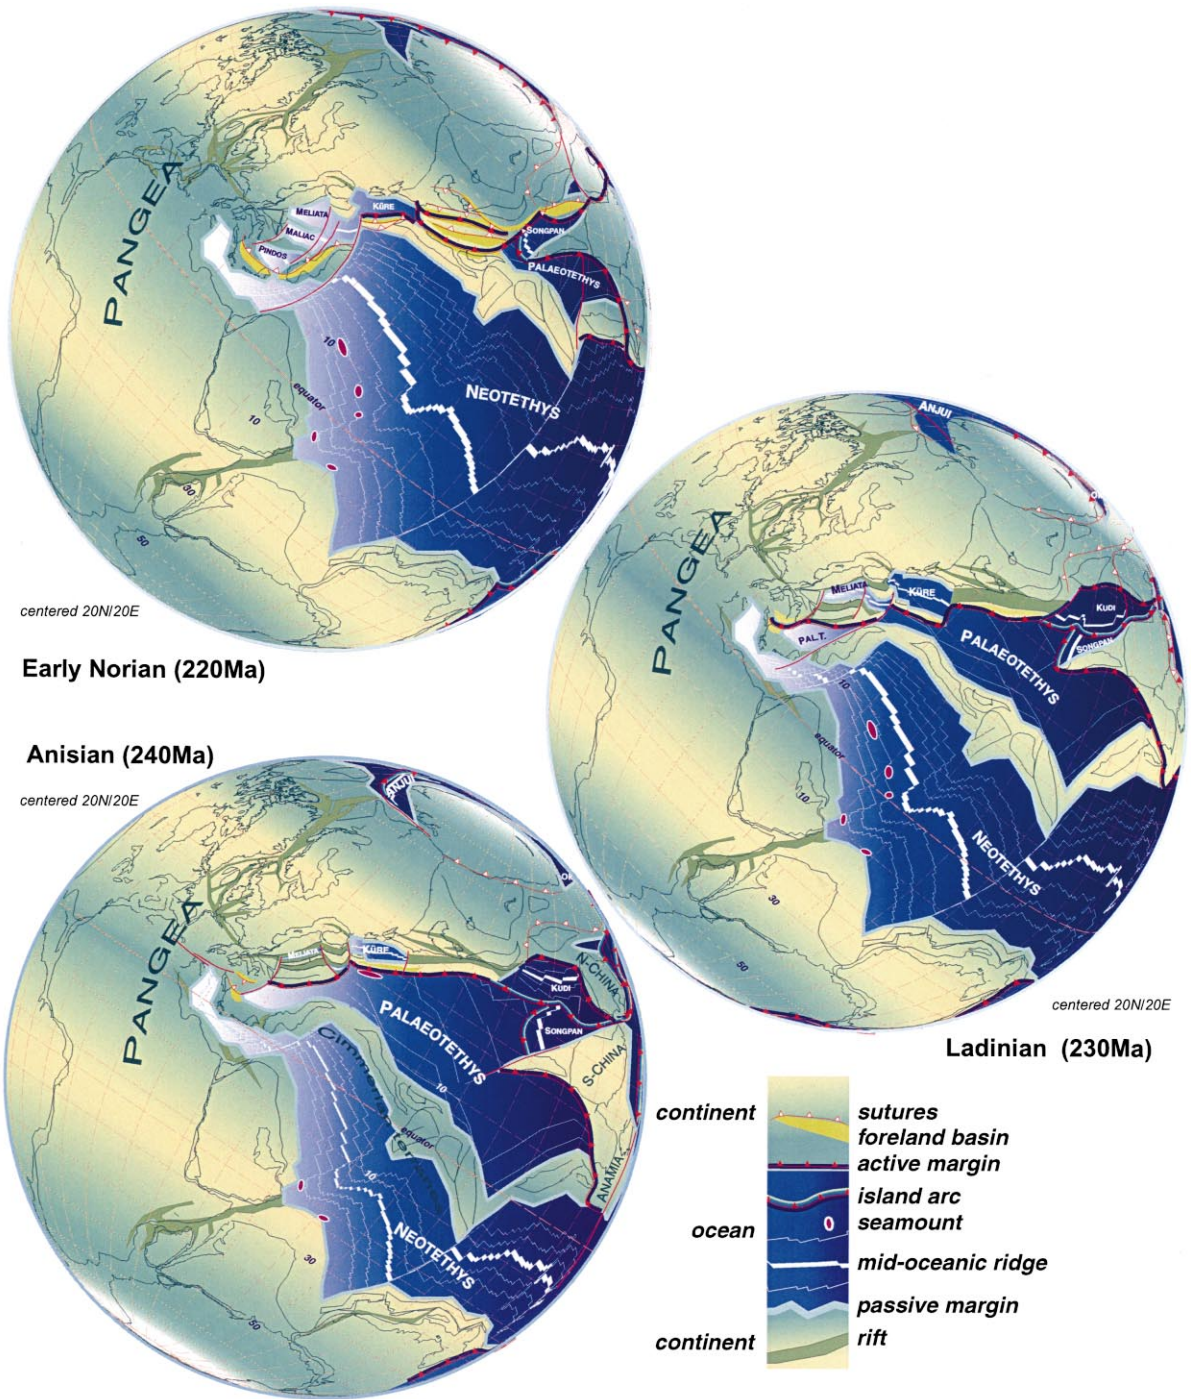 PANGEA
MELIATA
MALIAC
PINDOS
KÜRE
SONGPAN
PALAEOTETHYS
10
equator
10
NEOTETHYS
30
50
centered 20N/20E
Early Norian (220Ma)
ANJUI
PANGEA
MELIATA
KÜRE
KUDI
SONGPAN
PAL.T.
PALAEOTETHYS
10
equator
10
NEOTETHYS
30
50
centered 20N/20E
Ladinian (230Ma)
Anisian (240Ma)
centered 20N/20E
ANJUI
PANGEA
MELIATA
KÜRE
N-CHINA
KUDI
SONGPAN
PALAEOTETHYS
S-CHINA
10
equator
ANAMIA
10
NEOTETHYS
30
50
continent
sutures
foreland basin
active margin
island arc
seamount
ocean
mid-oceanic ridge
passive margin
continent
rift